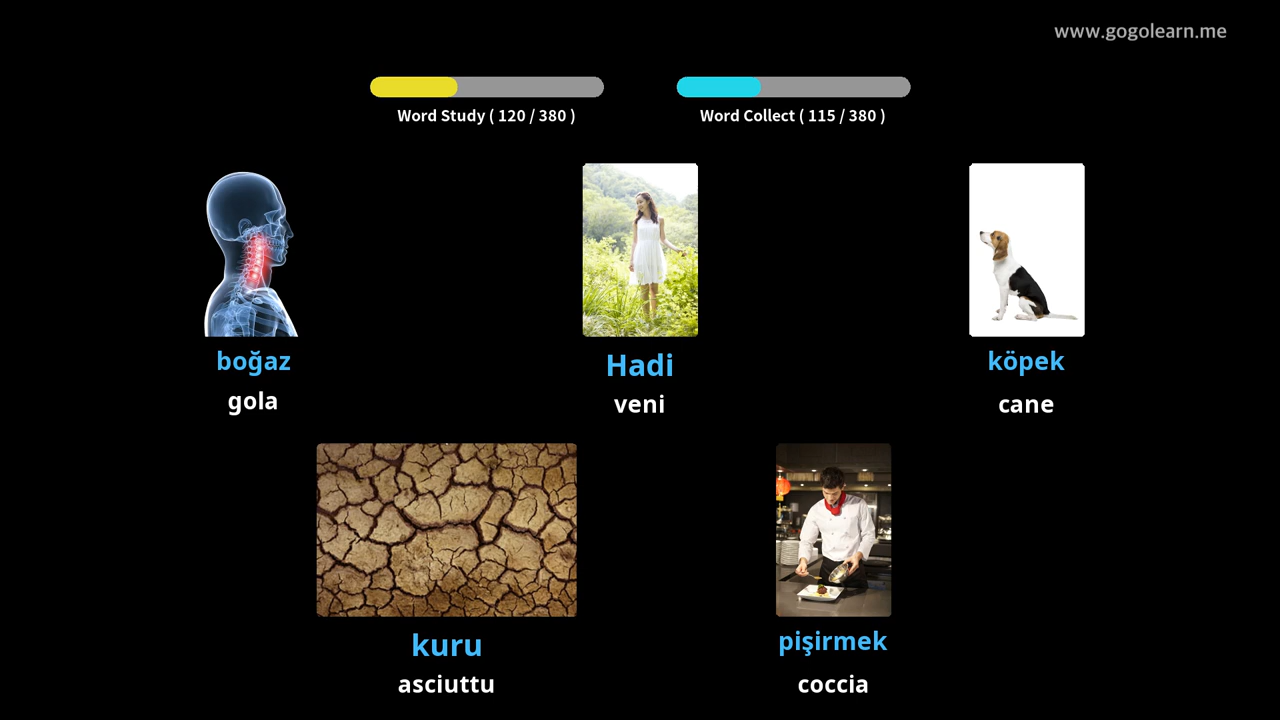 www.gogolearn.me
Word Study ( 120 / 380 )
Word Collect ( 115 / 380 )
boğaz
gola
Hadi
veni
köpek
cane
kuru
asciuttu
pişirmek
coccia